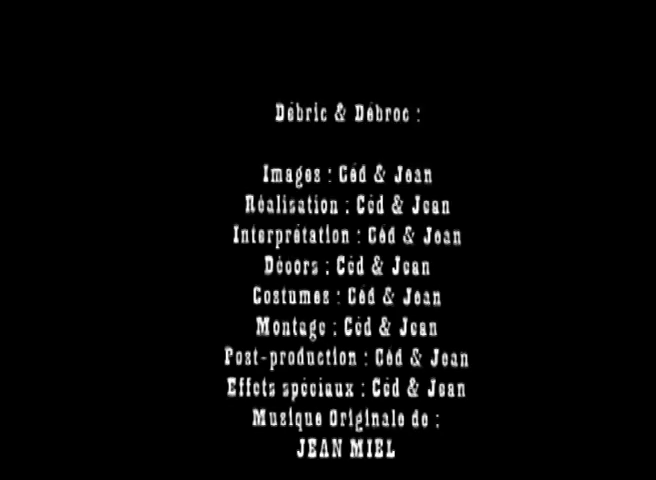 Débric & Débroc :
Images : Céd & Jean
Réalisation : Céd & Jean
Interprétation : Céd & Jean
Décors : Céd & Jean
Costumes : Céd & Jean
Montage : Céd & Jean
Post-production : Céd & Jean
Effets spéciaux : Céd & Jean
Musique Originale de :
JEAN MIEL